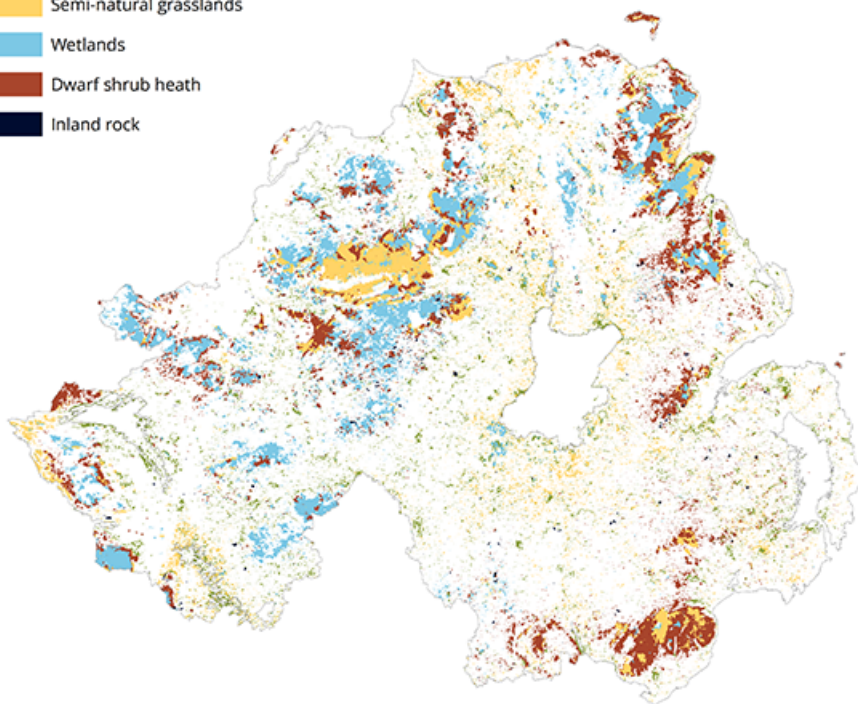 Semi-natural grasslands
Wetlands
Dwarf shrub heath
Inland rock